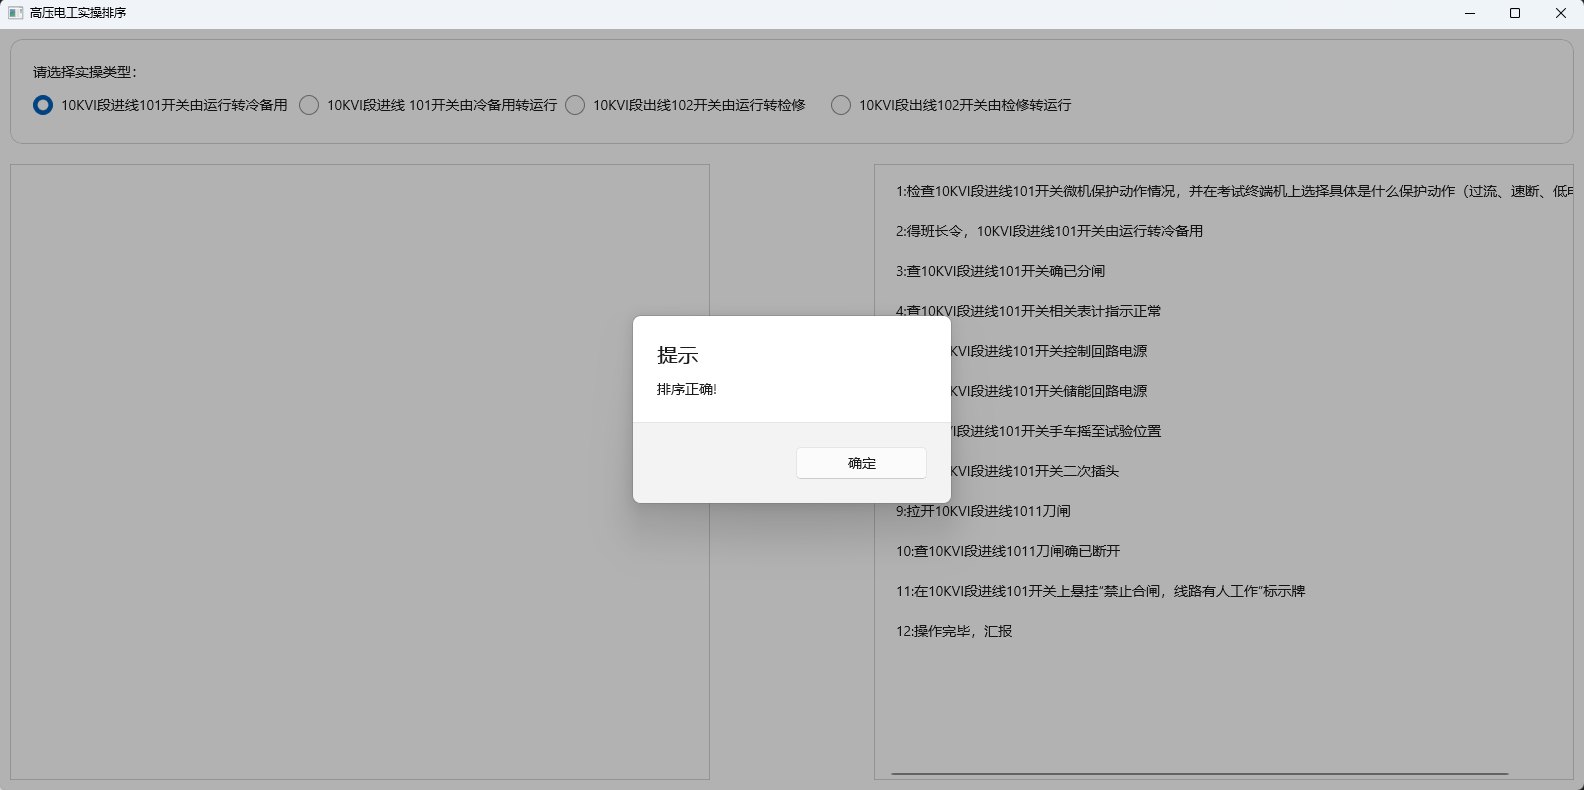 高压电工实操排序
请选择实操类型：
10KVI段进线101开关由运行转冷备用
10KVI段进线 101开关由冷备用转运行
10KVI段出线102开关由运行转检修
10KVI段出线102开关由检修转运行
1:检查10KVI段进线101开关微机保护动作情况，并在考试终端机上选择具体是什么保护动作（过流、速断、低
2:得班长令，10KVI段进线101开关由运行转冷备用
3:查10KVI段进线101开关确已分闸
4:查10KVI段进线101开关相关表计指示正常
KVI段进线101开关控制回路电源
KVI段进线101开关储能回路电源
I段进线101开关手车摇至试验位置
KVI段进线101开关二次插头
9:拉开10KVI段进线1011刀闸
10:查10KVI段进线1011刀闸确已断开
11:在10KVI段进线101开关上悬挂"禁止合闸，线路有人工作"标示牌
12:操作完毕，汇报
提示
排序正确!
确定